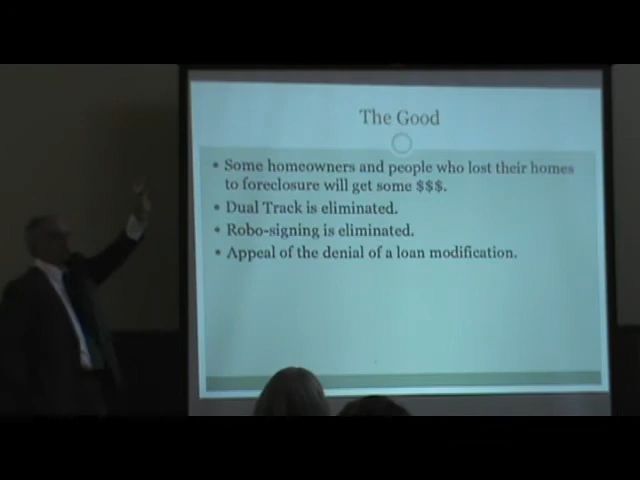 The Good
• Some homeowners and people who lost their homes
to foreclosure will get some $$$.
• Dual Track is eliminated.
• Robo-signing is eliminated.
• Appeal of the denial of a loan modification.